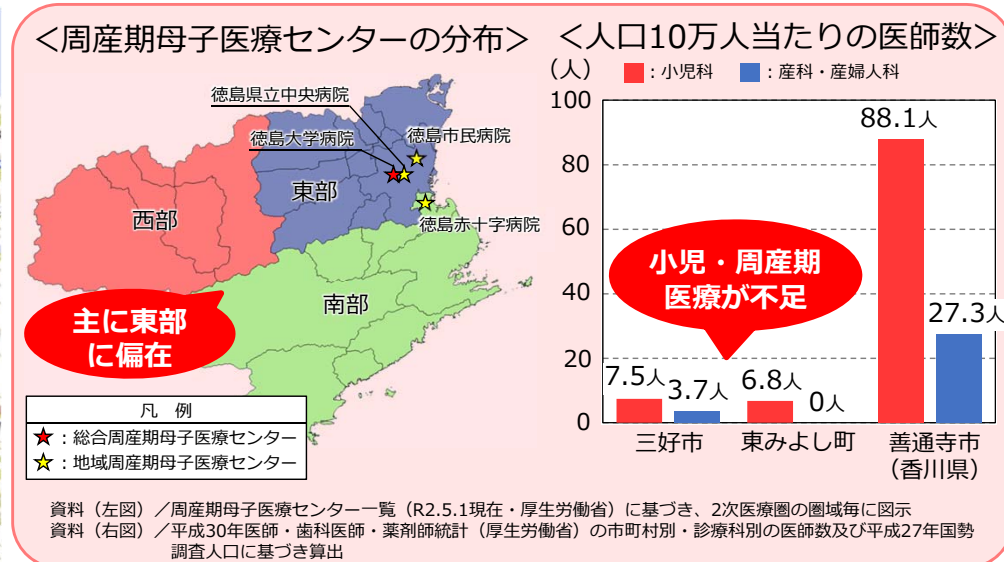 <周産期母子医療センターの分布>
徳島県立中央病院
徳島大学病院
徳島市民病院
東部
西部
徳島赤十字病院
南部
主に東部
に偏在
凡 例
★：総合周産期母子医療センター
★：地域周産期母子医療センター
<人口10万人当たりの医師数>
（人）
：小児科
：産科・産婦人科
100
80
60
40
20
0
88.1人
27.3人
小児・周産期
医療が不足
7.5人
3.7人
6.8人
0人
三好市
東みよし町
善通寺市
（香川県）
資料（左図）／周産期母子医療センター一覧（R2.5.1現在・厚生労働省）に基づき、2次医療圏の圏域毎に図示
資料（右図）／平成30年医師・歯科医師・薬剤師統計（厚生労働省）の市町村別・診療科別の医師数及び平成27年国勢
調査人口に基づき算出